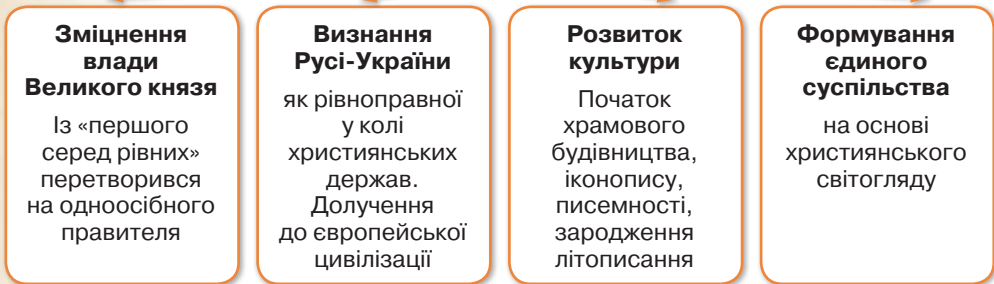 Зміцнення
влади
Великого князя
Із «першого
серед рівних»
перетворився
на одноосібного
правителя
Визнання
Русі-України
як рівноправної
у колі
християнських
держав.
Долучення
до європейської
цивілізації
Розвиток
культури
Початок
храмового
будівництва,
іконопису,
писемності,
зародження
літописання
Формування
єдиного
суспільства
на основі
християнського
світогляду